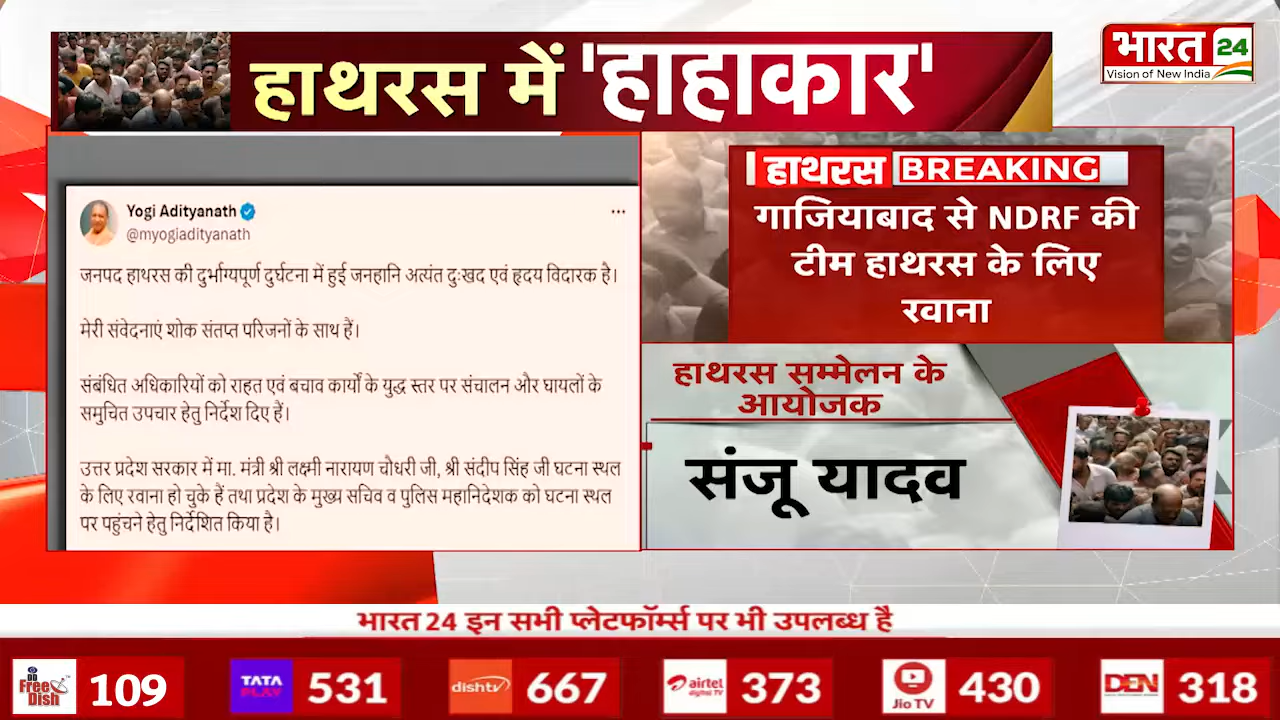 हाथरस में 'हाहाकार'
भारत 24
Vision of New India
Yogi Adityanath
@myogiadityanath
जनपद हाथरस की दुर्भाग्यपूर्ण दुर्घटना में हुई जनहानि अत्यंत दुःखद एवं हृदय विदारक है।
मेरी संवेदनाएं शोक संतप्त परिजनों के साथ हैं।
संबंधित अधिकारियों को राहत एवं बचाव कार्यों के युद्ध स्तर पर संचालन और घायलों के
समुचित उपचार हेतु निर्देश दिए हैं।
उत्तर प्रदेश सरकार में मा. मंत्री श्री लक्ष्मी नारायण चौधरी जी, श्री संदीप सिंह जी घटना स्थल
के लिए रवाना हो चुके हैं तथा प्रदेश के मुख्य सचिव व पुलिस महानिदेशक को घटना स्थल
पर पहुंचने हेतु निर्देशित किया है।
हाथरस BREAKING
गाजियाबाद से NDRF की
टीम हाथरस के लिए
रवाना
हाथरस सम्मेलन के
आयोजक
संजू यादव
भारत 24 इन सभी प्लेटफॉर्म्स पर भी उपलब्ध है
DD Free Dish 109
TATA PLAY 531
dishtv 667
airtel digital TV 373
Jio TV 430
DEN 318